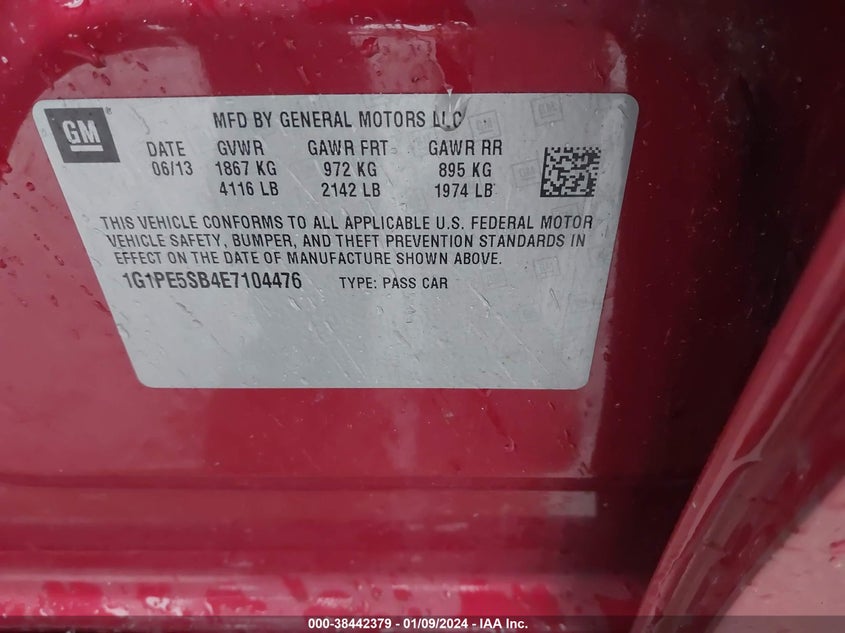 GM
MFD BY GENERAL MOTORS LLC
DATE GVWR GAWR FRT GAWR RR
06/13 1867 KG 972 KG 895 KG
4116 LB 2142 LB 1974 LB
THIS VEHICLE CONFORMS TO ALL APPLICABLE U.S. FEDERAL MOTOR
VEHICLE SAFETY, BUMPER, AND THEFT PREVENTION STANDARDS IN
EFFECT ON THE DATE OF MANUFACTURE SHOWN ABOVE.
1G1PE5SB4E7104476 TYPE: PASS CAR
000-38442379 - 01/09/2024 - IAA Inc.